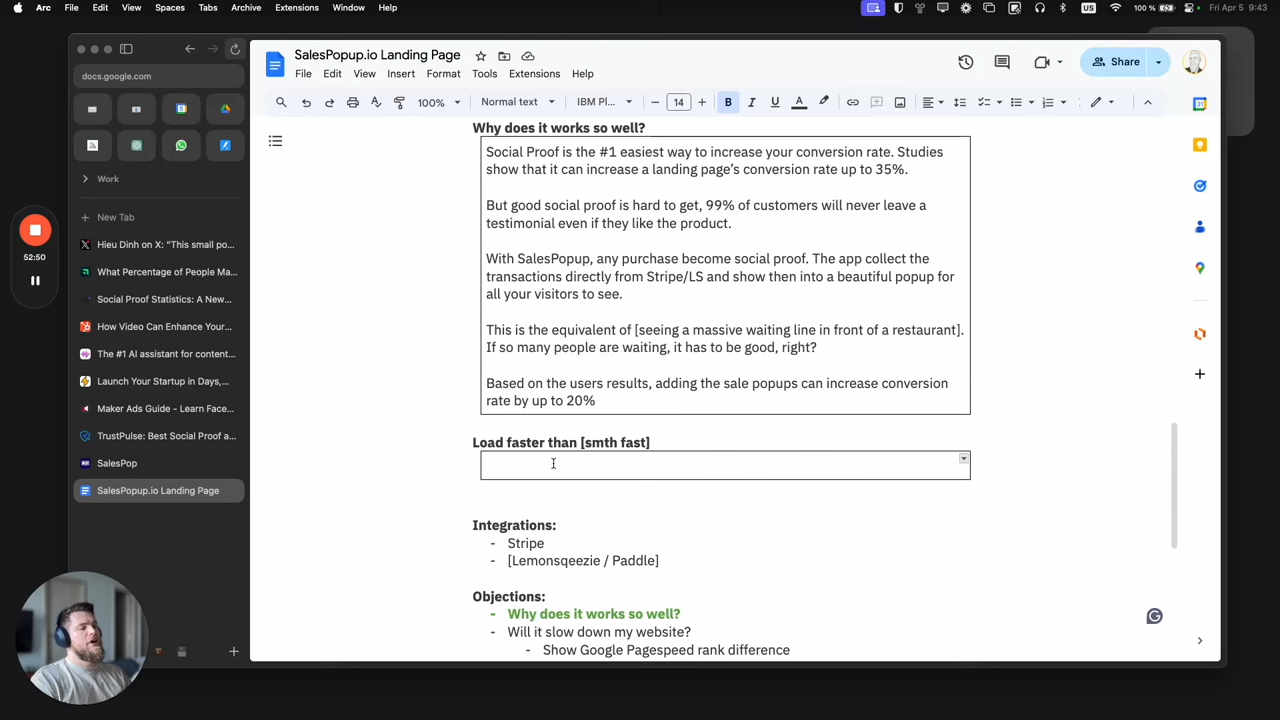 Arc File Edit View Spaces Tabs Archive Extensions Window Help US 100 % Fri Apr 5 9:43
docs.google.com
Work
New Tab
Hieu Dinh on X: "This small po...
What Percentage of People Ma...
Social Proof Statistics: A New...
How Video Can Enhance Your...
The #1 AI assistant for content...
Launch Your Startup in Days,...
Maker Ads Guide - Learn Face...
TrustPulse: Best Social Proof a...
SalesPop
SalesPopup.io Landing Page
52:50
SalesPopup.io Landing Page
File Edit View Insert Format Tools Extensions Help
Share
100% Normal text IBM Pl... 14 B I U A
Why does it works so well?
Social Proof is the #1 easiest way to increase your conversion rate. Studies
show that it can increase a landing page's conversion rate up to 35%.
But good social proof is hard to get, 99% of customers will never leave a
testimonial even if they like the product.
With SalesPopup, any purchase become social proof. The app collect the
transactions directly from Stripe/LS and show then into a beautiful popup for
all your visitors to see.
This is the equivalent of [seeing a massive waiting line in front of a restaurant].
If so many people are waiting, it has to be good, right?
Based on the users results, adding the sale popups can increase conversion
rate by up to 20%
Load faster than [smth fast]
Integrations:
- Stripe
- [Lemonsqeezie / Paddle]
Objections:
- Why does it works so well?
- Will it slow down my website?
- Show Google Pagespeed rank difference